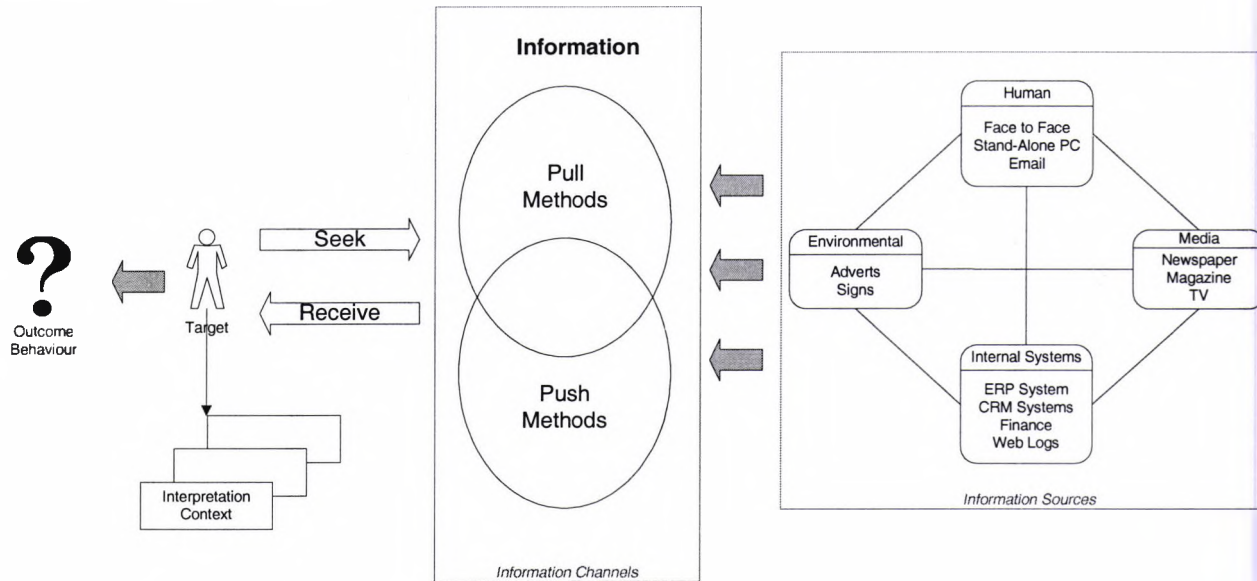 Information
Pull
Methods
Push
Methods
Information Channels
Seek
Receive
Target
?
Outcome
Behaviour
Interpretation
Context
Human
Face to Face
Stand-Alone PC
Email
Environmental
Adverts
Signs
Media
Newspaper
Magazine
TV
Internal Systems
ERP System
CRM Systems
Finance
Web Logs
Information Sources